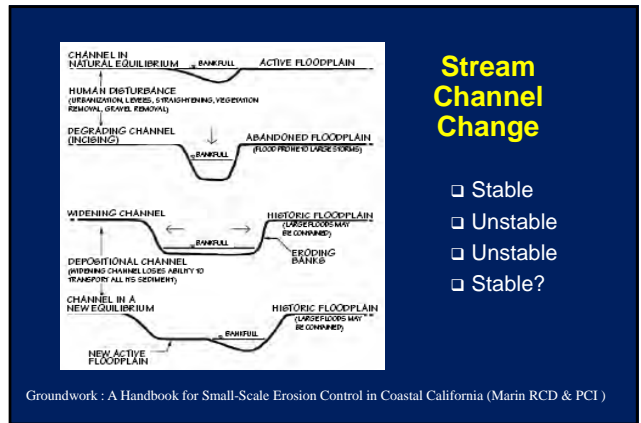 CHANNEL IN
NATURAL EQUILIBRIUM
BANKFULL
ACTIVE FLOODPLAIN
HUMAN DISTURBANCE
(URBANIZATION, LEVEES, STRAIGHTENING, VEGETATION
REMOVAL, GRAVEL REMOVAL)
DEGRADING CHANNEL
(INCISING)
BANKFULL
ABANDONED FLOODPLAIN
(FLOOD PRONE TO LARGE STORMS)
WIDENING CHANNEL
BANKFULL
HISTORIC FLOODPLAIN
(LARGE FLOODS MAY
BE CONTAINED)
ERODING
BANKS
DEPOSITIONAL CHANNEL
(WIDENING CHANNEL LOSES ABILITY TO
TRANSPORT ALL ITS SEDIMENT)
CHANNEL IN A
NEW EQUILIBRIUM
BANKFULL
HISTORIC FLOODPLAIN
(LARGE FLOODS MAY
BE CONTAINED)
NEW ACTIVE
FLOODPLAIN
Stream
Channel
Change
Stable
Unstable
Unstable
Stable?
Groundwork : A Handbook for Small-Scale Erosion Control in Coastal California (Marin RCD & PCI )